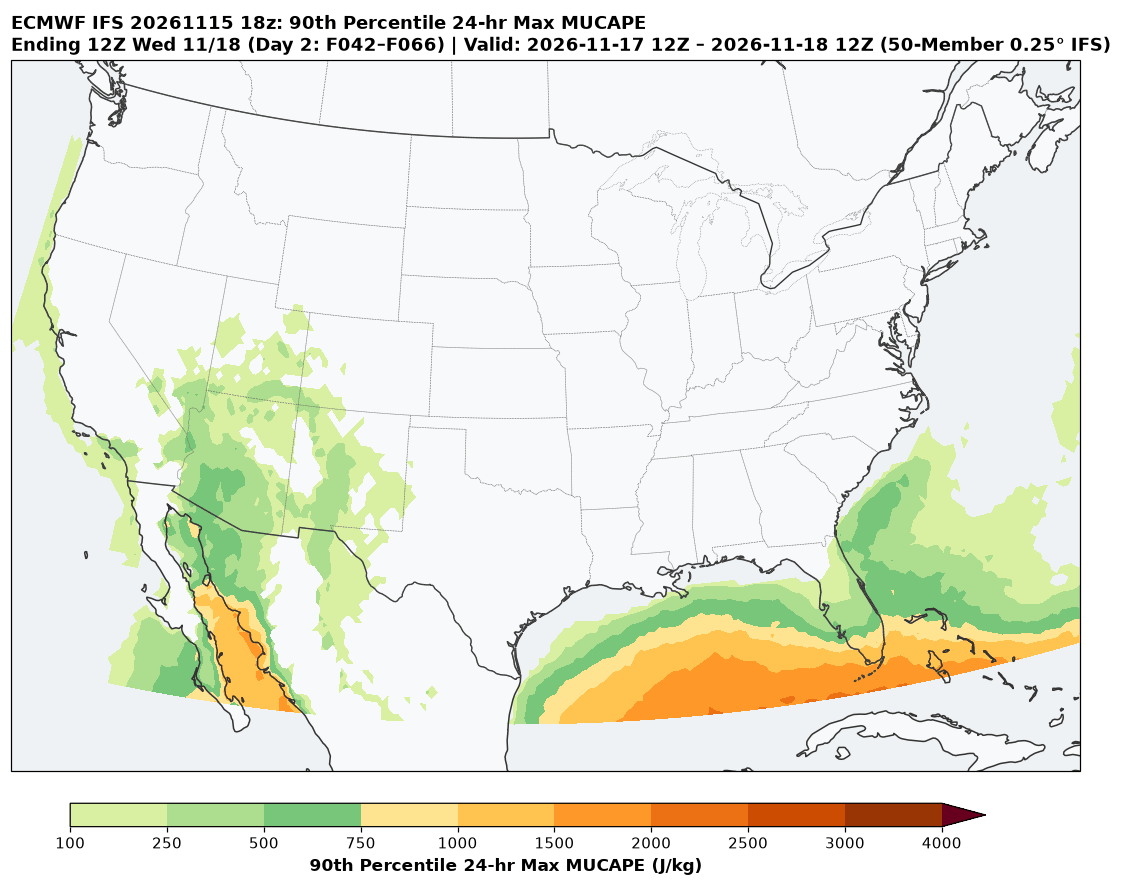 ECMWF IFS 20261115 18z: 90th Percentile 24-hr Max MUCAPE
Ending 12Z Wed 11/18 (Day 2: F042–F066) | Valid: 2026-11-17 12Z – 2026-11-18 12Z (50-Member 0.25° IFS)
100 250 500 750 1000 1500 2000 2500 3000 4000
90th Percentile 24-hr Max MUCAPE (J/kg)